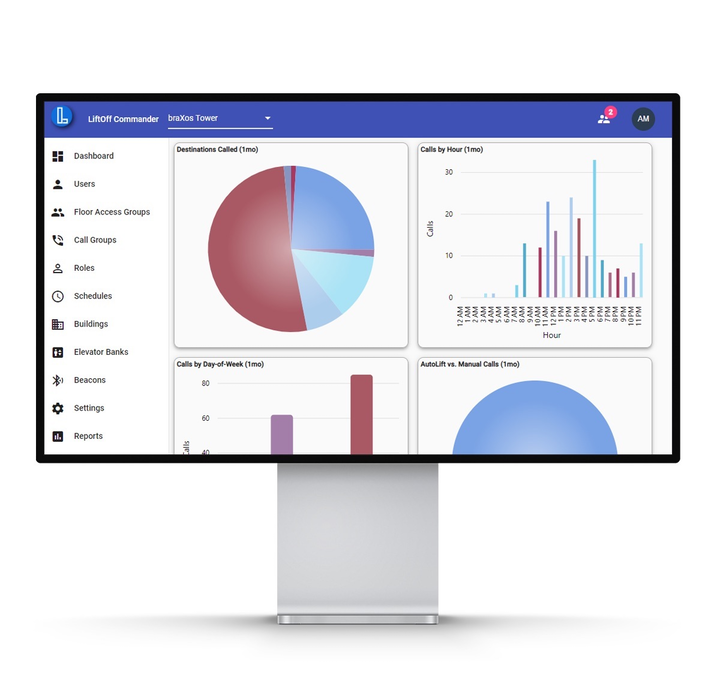 L
LiftOff Commander
braXos Tower
2
AM
Dashboard
Users
Floor Access Groups
Call Groups
Roles
Schedules
Buildings
Elevator Banks
Beacons
Settings
Reports
Destinations Called (1mo)
Calls by Hour (1mo)
30
20
10
0
Calls
12 AM
1 AM
2 AM
3 AM
4 AM
5 AM
6 AM
7 AM
8 AM
9 AM
10 AM
11 AM
12 PM
1 PM
2 PM
3 PM
4 PM
5 PM
6 PM
7 PM
8 PM
9 PM
10 PM
11 PM
Hour
Calls by Day-of-Week (1mo)
80
60
40
Calls
AutoLift vs. Manual Calls (1mo)